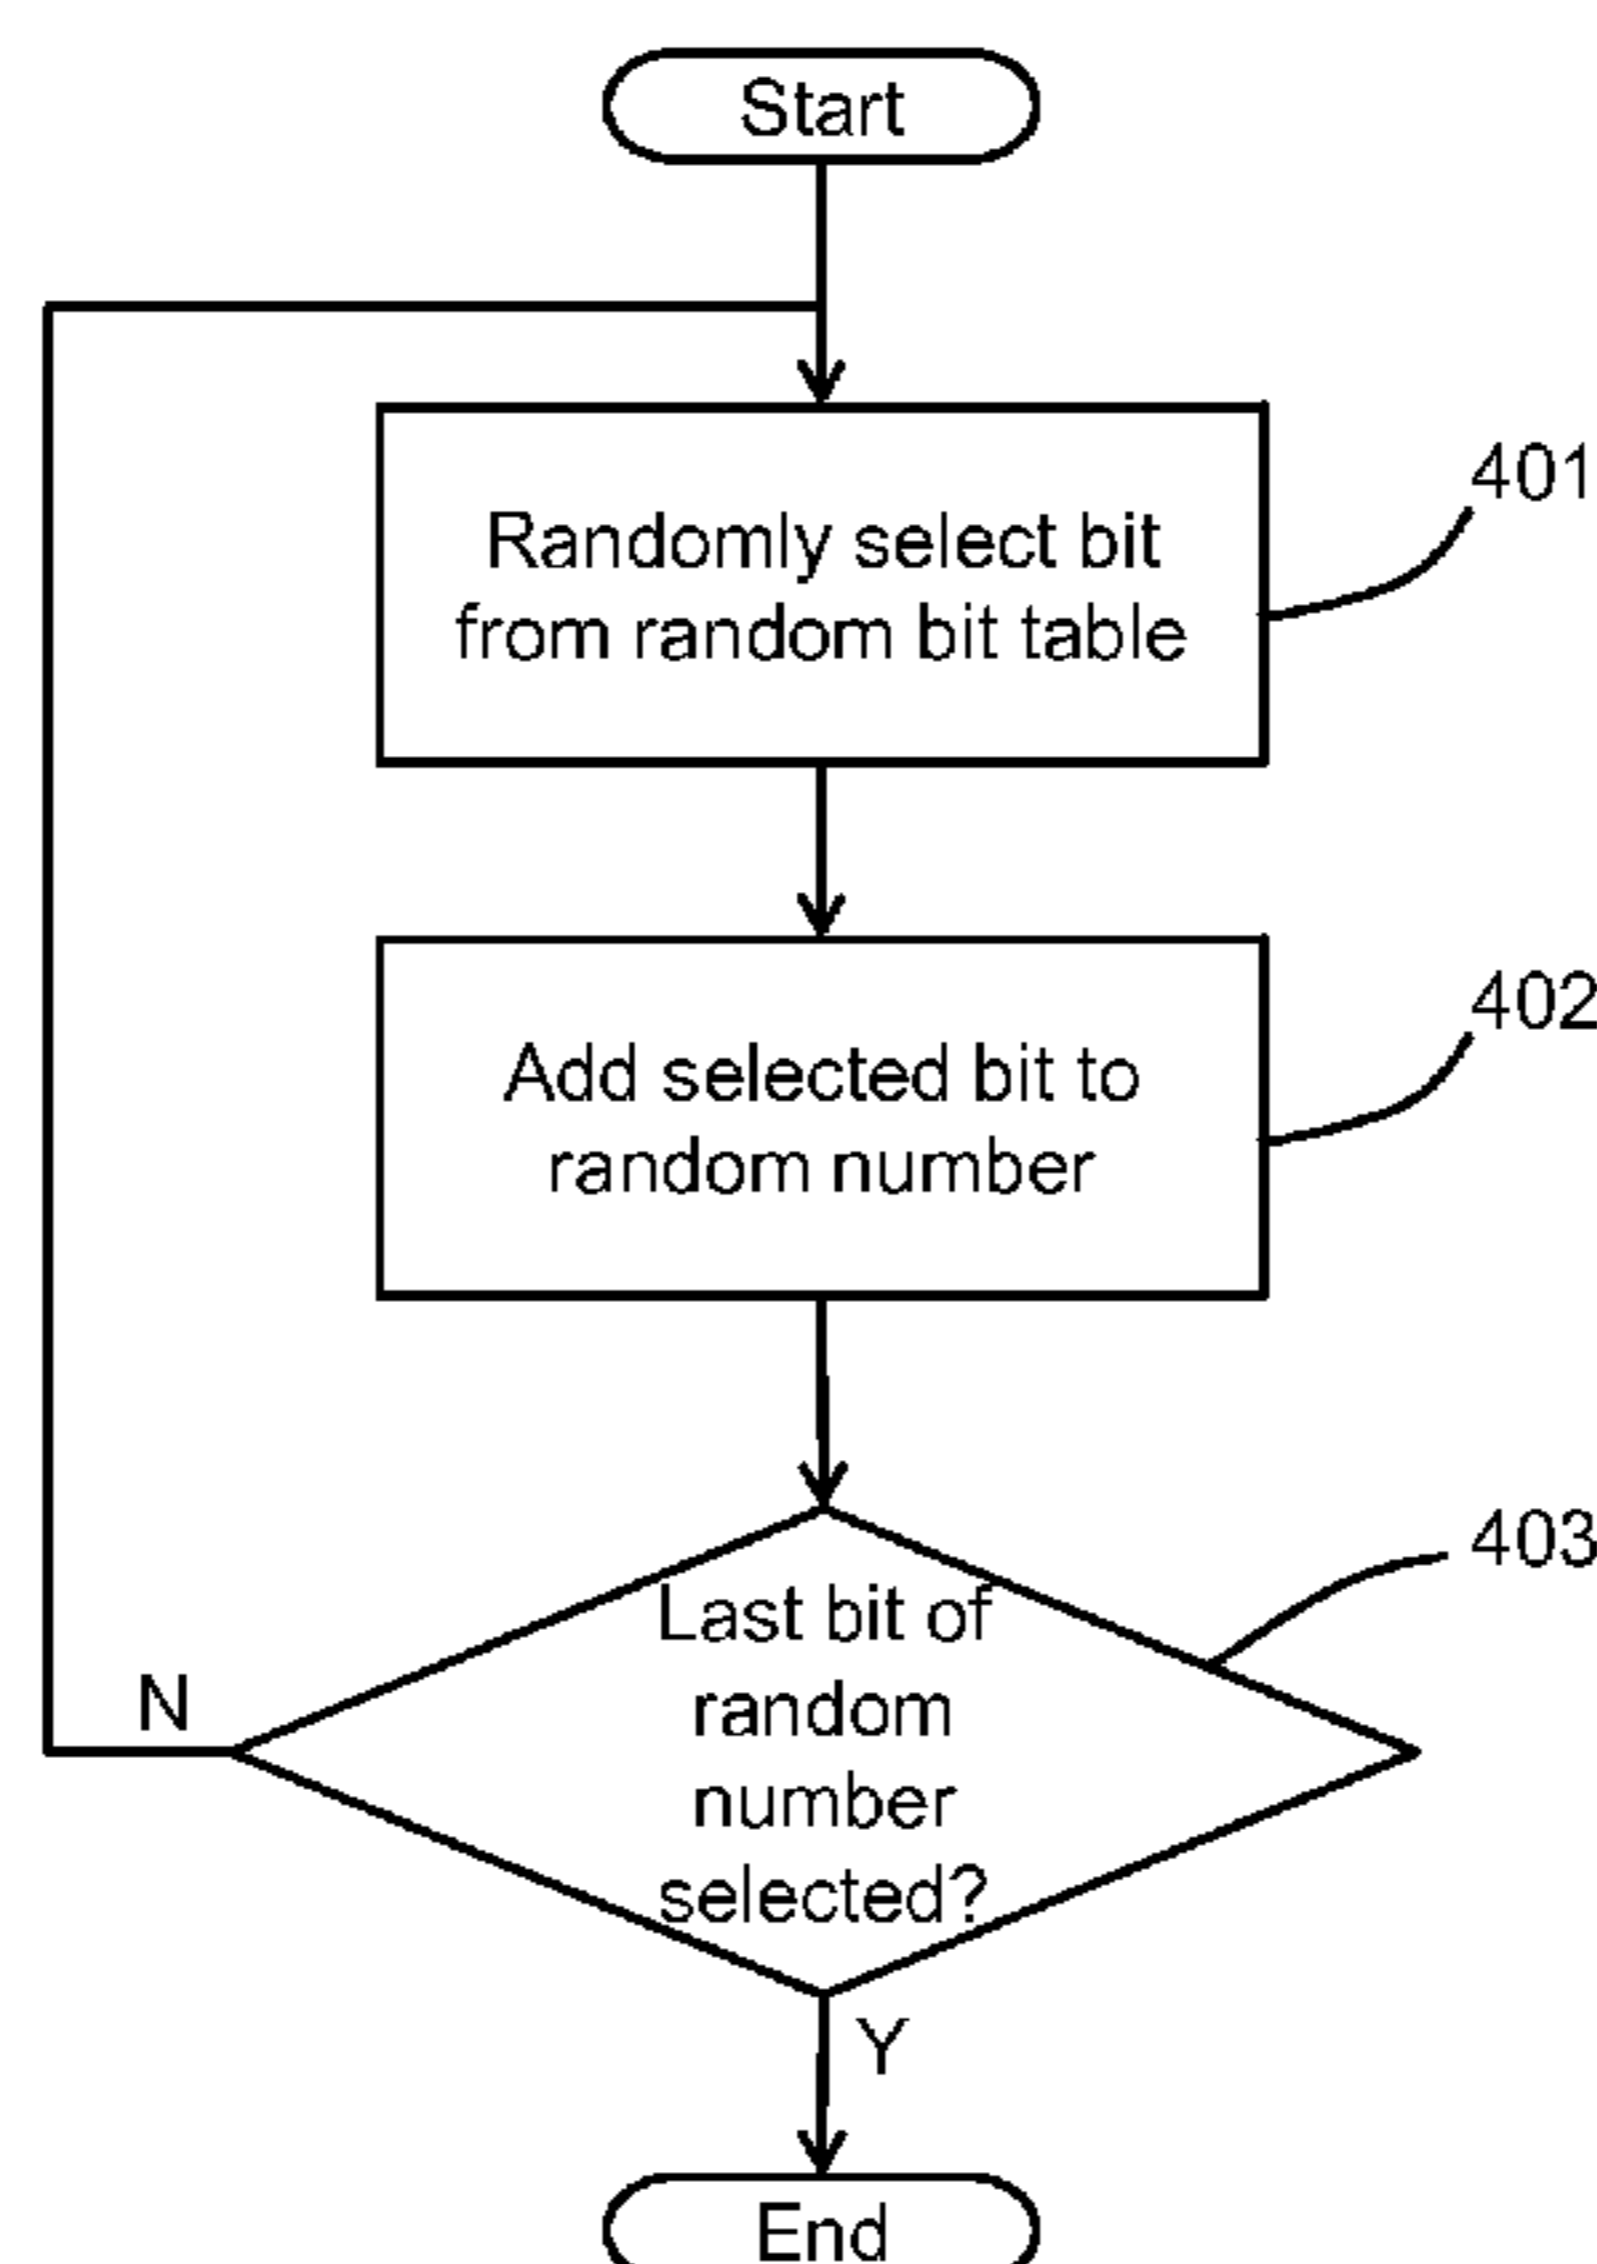 Start
401
Randomly select bit
from random bit table
402
Add selected bit to
random number
403
Last bit of
random
number
selected?
N
Y
End